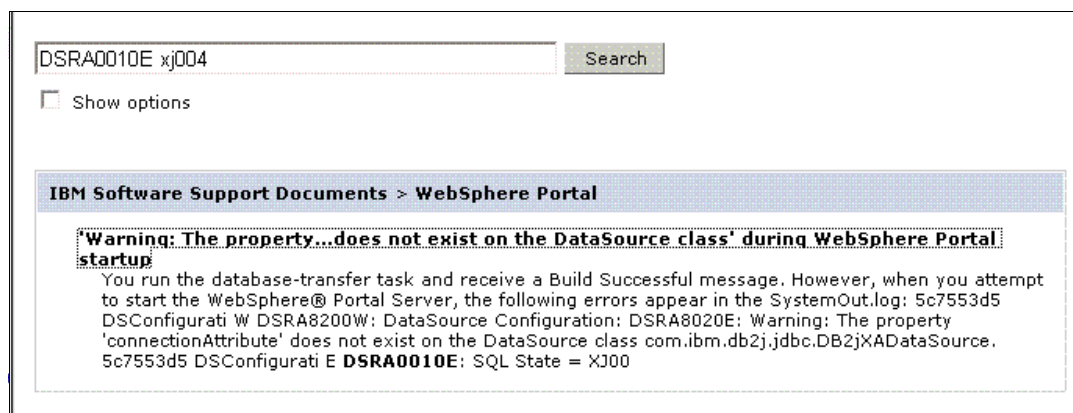 DSRA0010E xj004
Search
Show options
IBM Software Support Documents > WebSphere Portal
'Warning: The property...does not exist on the DataSource class' during WebSphere Portal
startup
You run the database-transfer task and receive a Build Successful message. However, when you attempt
to start the WebSphere® Portal Server, the following errors appear in the SystemOut.log: 5c7553d5
DSConfigurati W DSRA8200W: DataSource Configuration: DSRA8020E: Warning: The property
'connectionAttribute' does not exist on the DataSource class com.ibm.db2j.jdbc.DB2jXADataSource.
5c7553d5 DSConfigurati E DSRA0010E: SQL State = XJ00